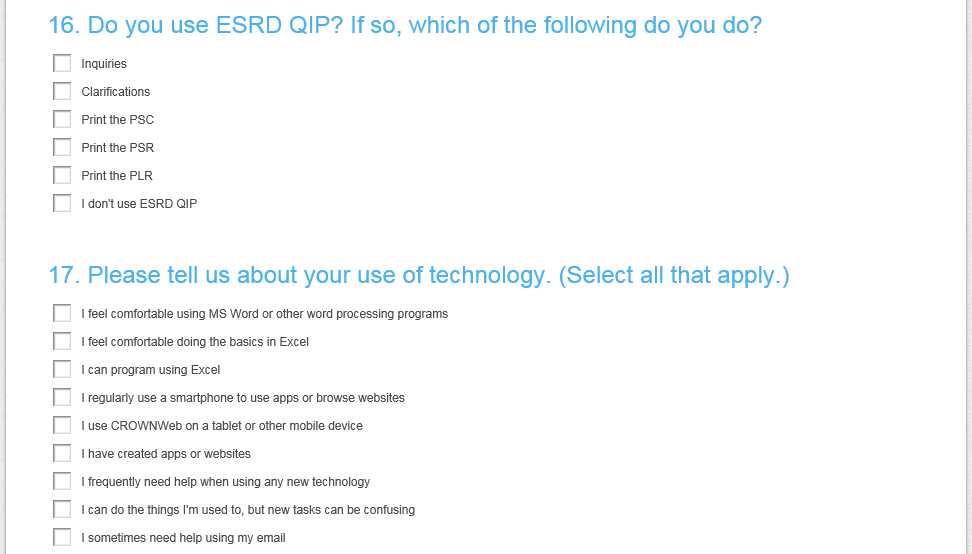 16. Do you use ESRD QIP? If so, which of the following do you do?
Inquiries
Clarifications
Print the PSC
Print the PSR
Print the PLR
I don't use ESRD QIP
17. Please tell us about your use of technology. (Select all that apply.)
I feel comfortable using MS Word or other word processing programs
I feel comfortable doing the basics in Excel
I can program using Excel
I regularly use a smartphone to use apps or browse websites
I use CROWNWeb on a tablet or other mobile device
I have created apps or websites
I frequently need help when using any new technology
I can do the things I'm used to, but new tasks can be confusing
I sometimes need help using my email